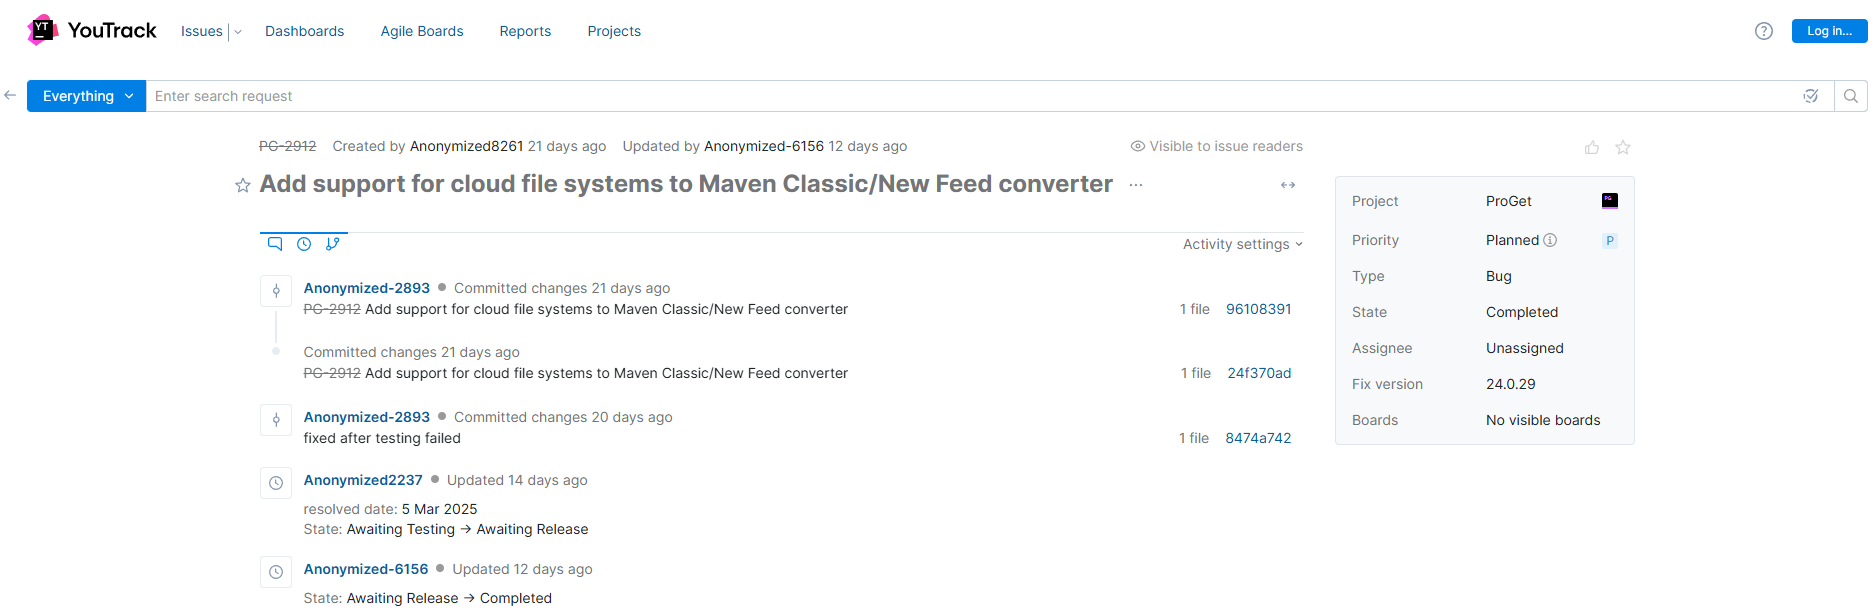 YT YouTrack Issues Dashboards Agile Boards Reports Projects Log in...
Everything Enter search request
PG-2912 Created by Anonymized8261 21 days ago Updated by Anonymized-6156 12 days ago Visible to issue readers
Add support for cloud file systems to Maven Classic/New Feed converter ...
Activity settings
Anonymized-2893 Committed changes 21 days ago
PG-2912 Add support for cloud file systems to Maven Classic/New Feed converter 1 file 96108391
Committed changes 21 days ago
PG-2912 Add support for cloud file systems to Maven Classic/New Feed converter 1 file 24f370ad
Anonymized-2893 Committed changes 20 days ago
fixed after testing failed 1 file 8474a742
Anonymized2237 Updated 14 days ago
resolved date: 5 Mar 2025
State: Awaiting Testing → Awaiting Release
Anonymized-6156 Updated 12 days ago
State: Awaiting Release → Completed
Project ProGet PG
Priority Planned P
Type Bug
State Completed
Assignee Unassigned
Fix version 24.0.29
Boards No visible boards